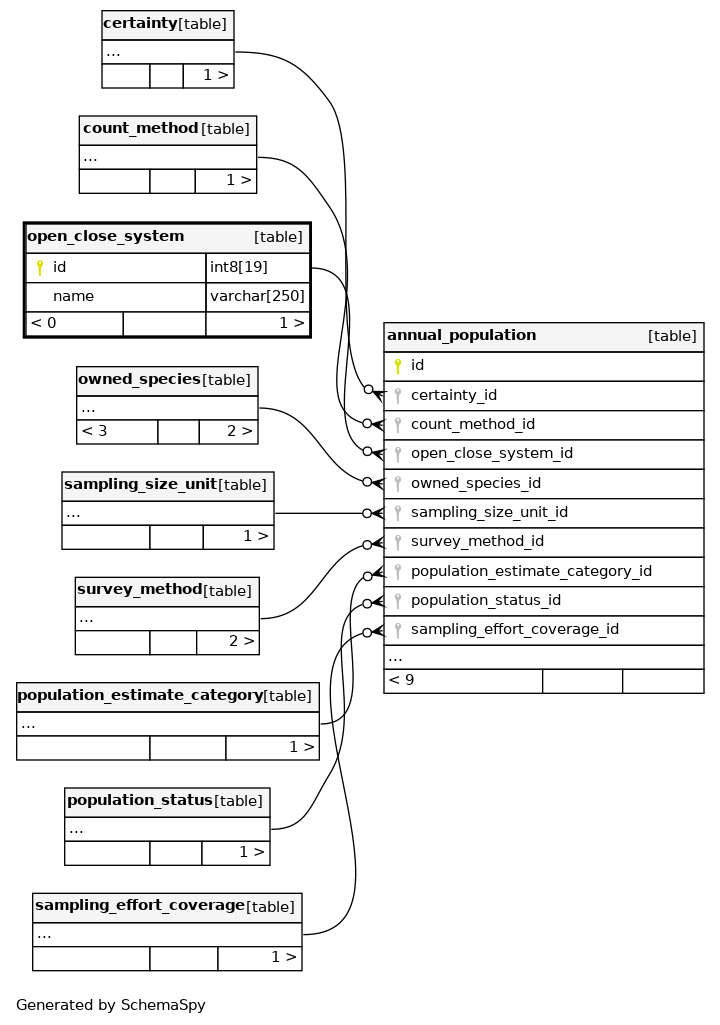 certainty [table]
...
1 >
count_method [table]
...
1 >
open_close_system [table]
id int8[19]
name varchar[250]
< 0 1 >
owned_species [table]
...
< 3 2 >
sampling_size_unit [table]
...
1 >
survey_method [table]
...
2 >
population_estimate_category [table]
...
1 >
population_status [table]
...
1 >
sampling_effort_coverage [table]
...
1 >
annual_population [table]
id
certainty_id
count_method_id
open_close_system_id
owned_species_id
sampling_size_unit_id
survey_method_id
population_estimate_category_id
population_status_id
sampling_effort_coverage_id
...
< 9
Generated by SchemaSpy